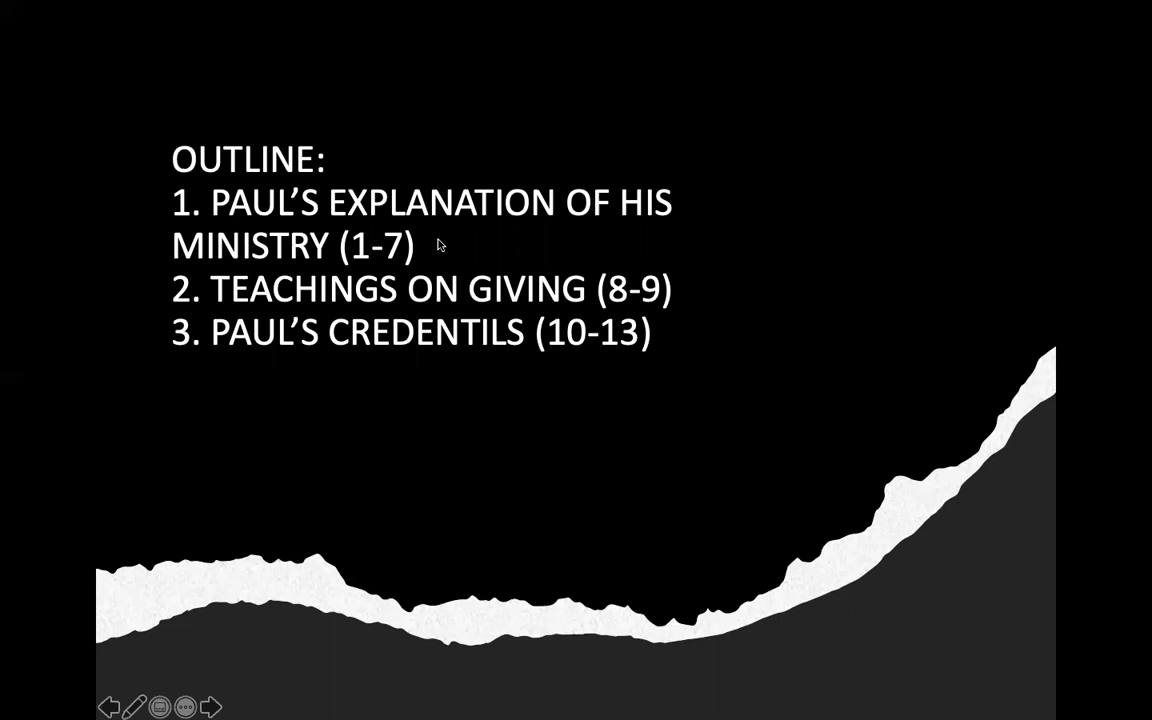 OUTLINE:
1. PAUL’S EXPLANATION OF HIS
MINISTRY (1-7)
2. TEACHINGS ON GIVING (8-9)
3. PAUL’S CREDENTILS (10-13)